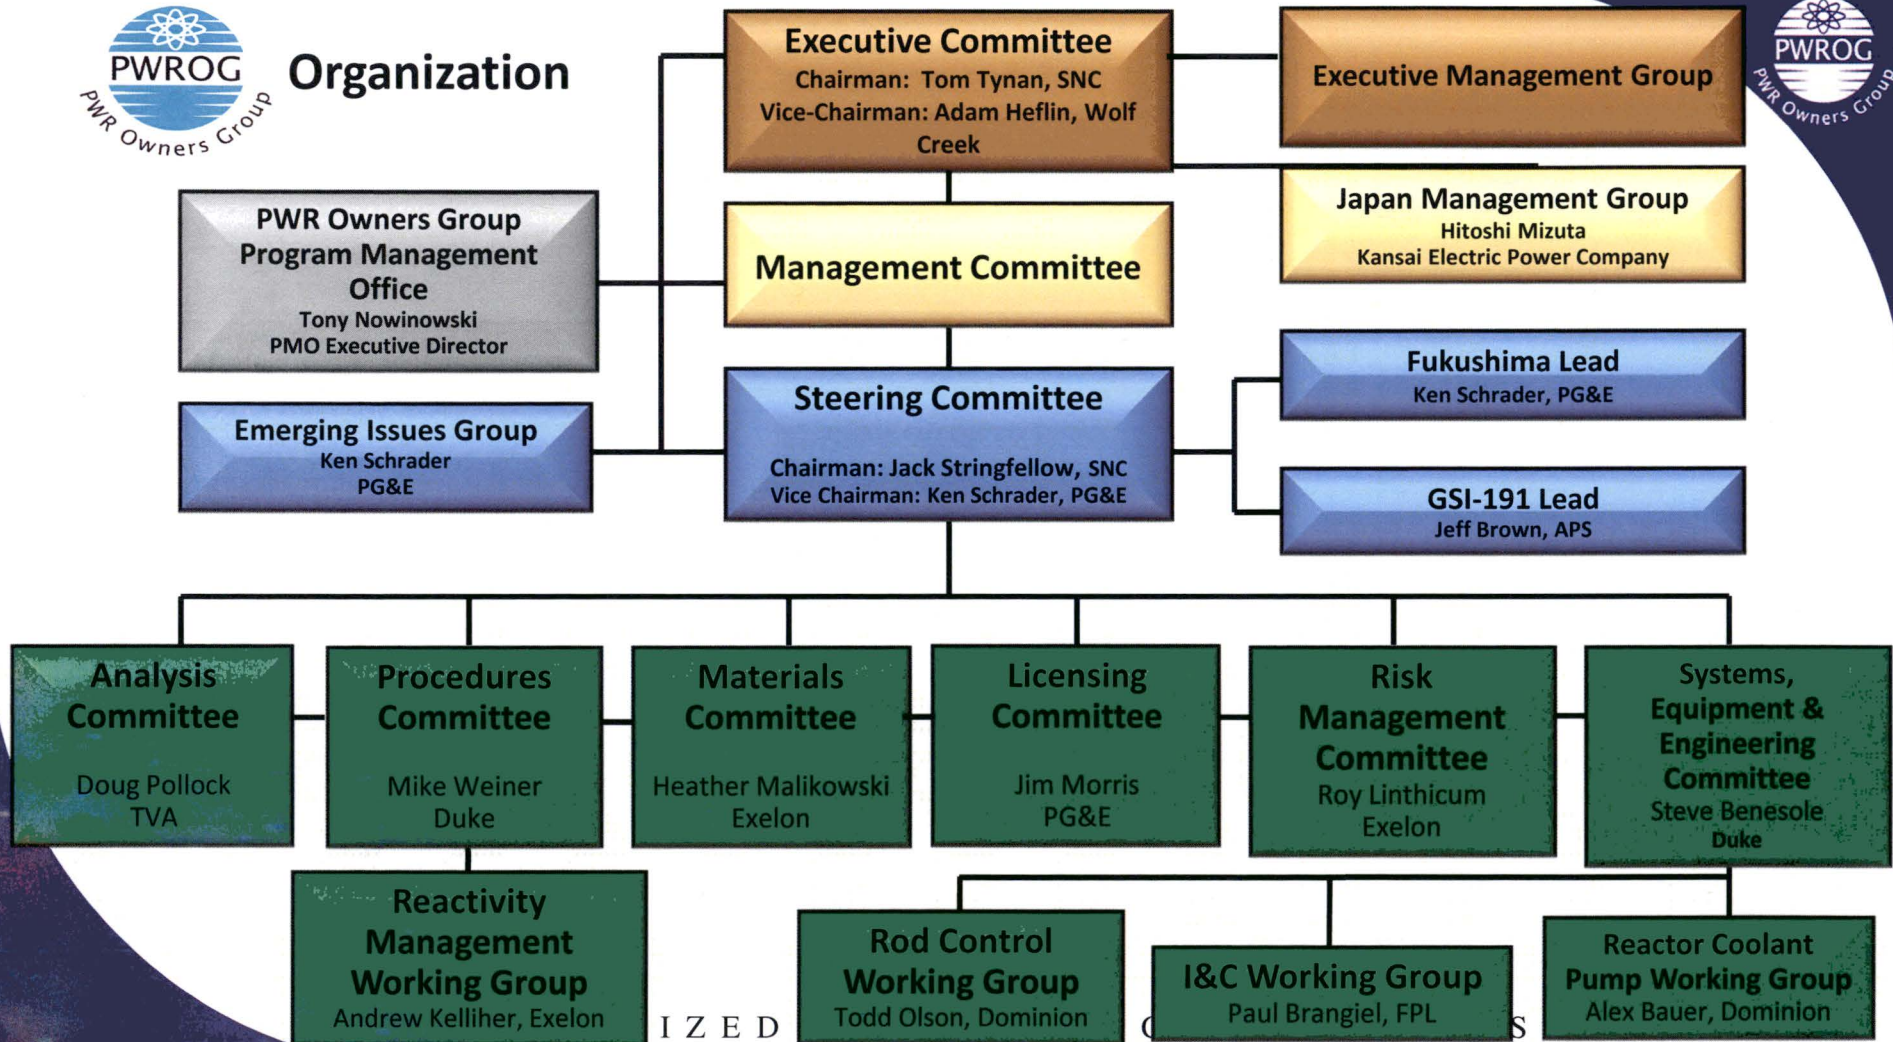 PWROG
PWR Owners Group
Organization
PWROG
PWR Owners Group
Executive Committee
Chairman: Tom Tynan, SNC
Vice-Chairman: Adam Heflin, Wolf
Creek
Executive Management Group
PWR Owners Group
Program Management
Office
Tony Nowinowski
PMO Executive Director
Management Committee
Japan Management Group
Hitoshi Mizuta
Kansai Electric Power Company
Emerging Issues Group
Ken Schrader
PG&E
Steering Committee
Chairman: Jack Stringfellow, SNC
Vice Chairman: Ken Schrader, PG&E
Fukushima Lead
Ken Schrader, PG&E
GSI-191 Lead
Jeff Brown, APS
Analysis
Committee
Doug Pollock
TVA
Procedures
Committee
Mike Weiner
Duke
Materials
Committee
Heather Malikowski
Exelon
Licensing
Committee
Jim Morris
PG&E
Risk
Management
Committee
Roy Linthicum
Exelon
Systems,
Equipment &
Engineering
Committee
Steve Benesole
Duke
Reactivity
Management
Working Group
Andrew Kelliher, Exelon
Rod Control
Working Group
Todd Olson, Dominion
I&C Working Group
Paul Brangiel, FPL
Reactor Coolant
Pump Working Group
Alex Bauer, Dominion
IZED